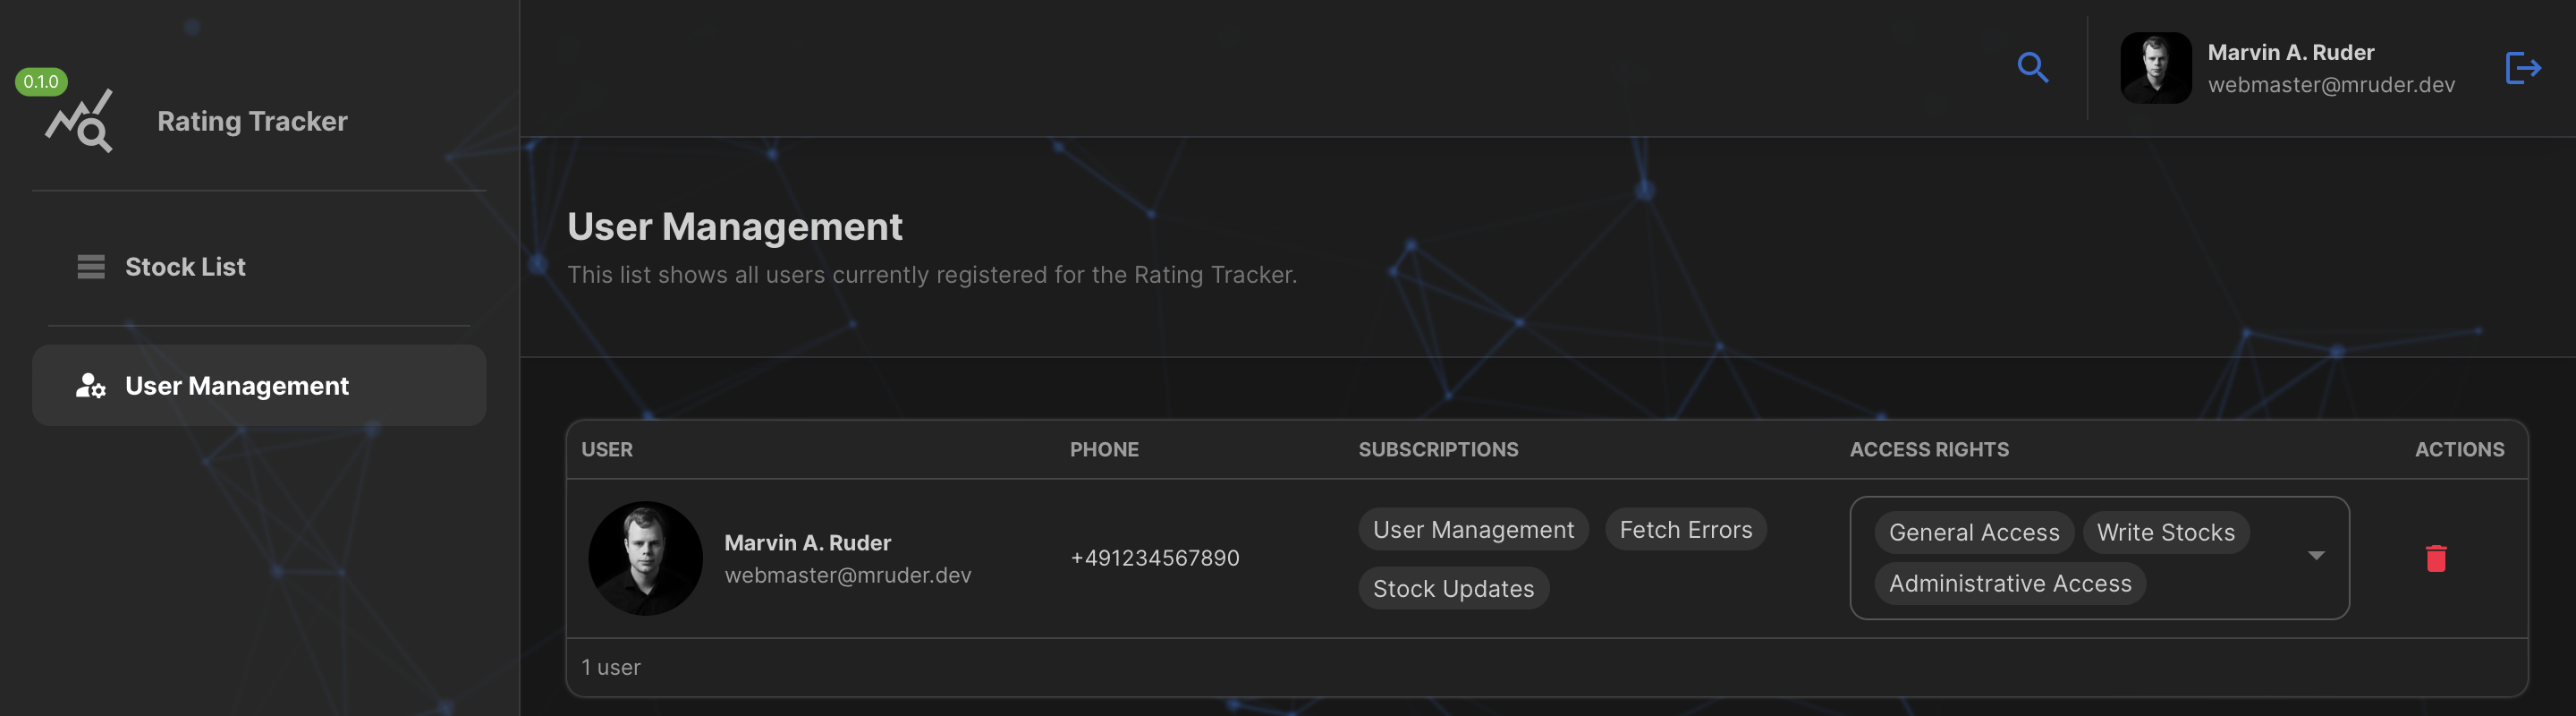 0.1.0
Rating Tracker
Stock List
User Management
Marvin A. Ruder
webmaster@mruder.dev
User Management
This list shows all users currently registered for the Rating Tracker.
USER PHONE SUBSCRIPTIONS ACCESS RIGHTS ACTIONS
Marvin A. Ruder
webmaster@mruder.dev
+491234567890
User Management Fetch Errors
Stock Updates
General Access Write Stocks
Administrative Access
1 user